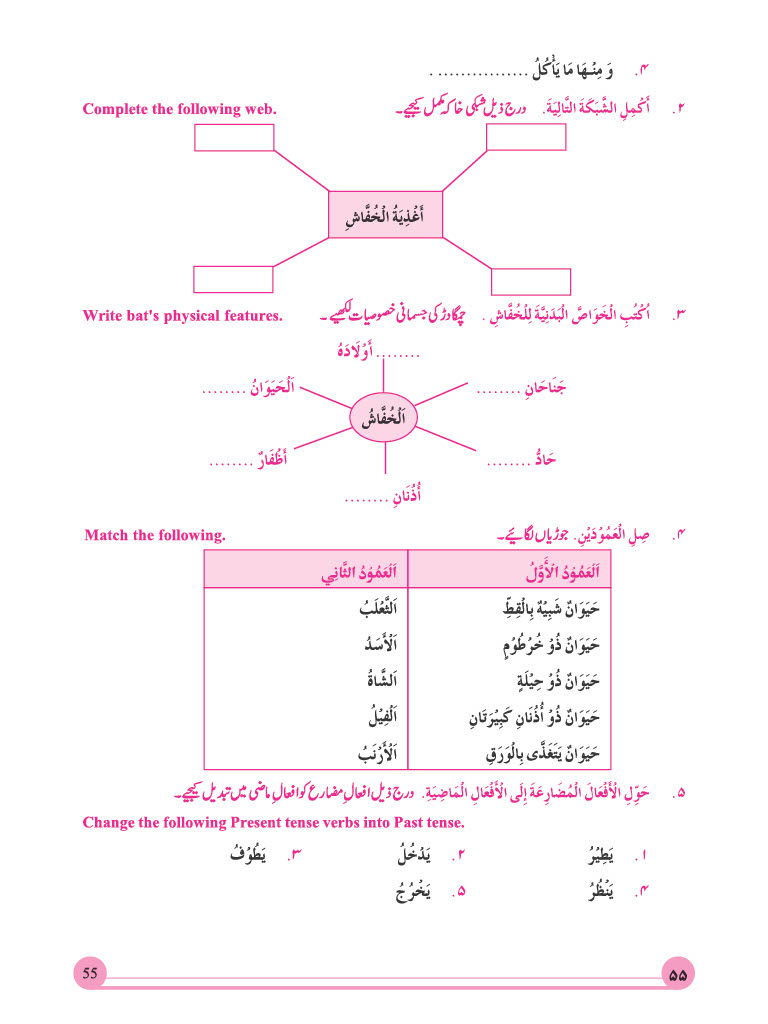 ۴. وَ مِنْهَا مَا يَأْكُلُ ................ .
۲. أَكْمِلِ الشَّبَكَةَ التَّالِيَةَ. درج ذیل شبکی خاکہ مکمل کیجیے۔ Complete the following web.
أَغْذِيَةُ الْخُفَّاشِ
۳. اُكْتُبِ الْخَوَاصَّ الْبَدَنِيَّةَ لِلْخُفَّاشِ . چمگادڑ کی جسمانی خصوصیات لکھیے ۔ Write bat's physical features.
........ أَوْلَادَهُ
جَنَاحَانِ ........
اَلْحَيَوَانُ ........
اَلْخُفَّاشُ
حَادُّ ........
أَظْفَارٌ ........
أُذُنَانِ ........
۴. صِلِ الْعَمُوْدَيْنِ. جوڑیاں لگائیے۔ Match the following.
اَلْعَمُوْدُ الْأَوَّلُ اَلْعَمُوْدُ الثَّانِي
حَيَوَانٌ شَبِيْهٌ بِالْقِطِّ اَلثَّعْلَبُ
حَيَوَانٌ ذُوْ خُرْطُوْمٍ اَلْأَسَدُ
حَيَوَانٌ ذُوْ حِيْلَةٍ اَلشَّاةُ
حَيَوَانٌ ذُوْ أُذُنَانِ كَبِيْرَتَانِ اَلْفِيْلُ
حَيَوَانٌ يَتَغَذَّى بِالْوَرَقِ اَلْأَرْنَبُ
۵. حَوِّلِ الْأَفْعَالَ الْمُضَارِعَةَ إِلَى الْأَفْعَالِ الْمَاضِيَةِ. درج ذیل افعالِ مضارع کو افعالِ ماضی میں تبدیل کیجیے۔
Change the following Present tense verbs into Past tense.
۱. يَطِيْرُ ۲. يَدْخُلُ ۳. يَطُوْفُ
۴. يَنْظُرُ ۵. يَخْرُجُ
55 ۵۵